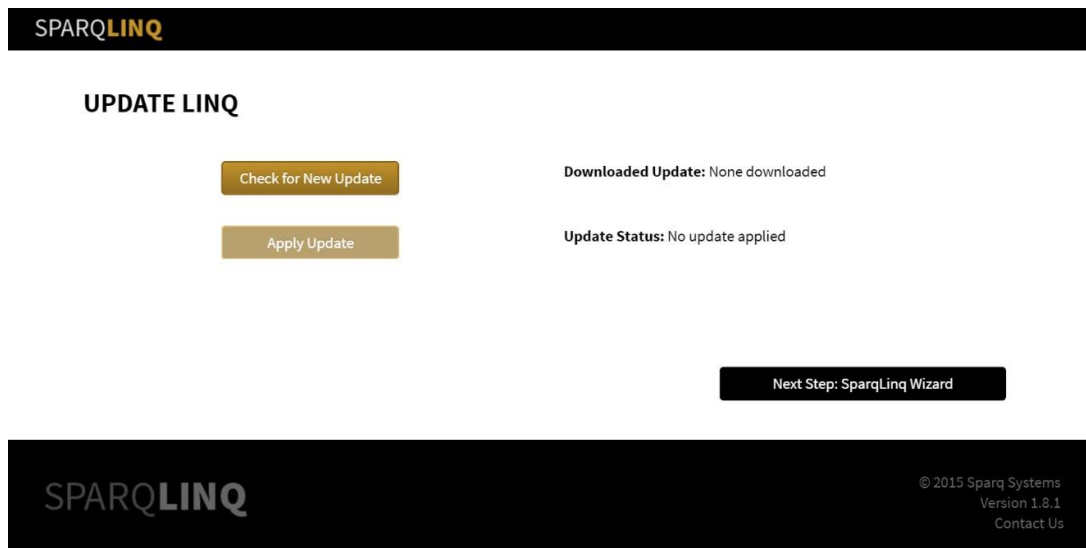 SPARQLINQ
UPDATE LINQ
Check for New Update
Downloaded Update: None downloaded
Apply Update
Update Status: No update applied
Next Step: SparqLinq Wizard
SPARQLINQ
© 2015 Sparq Systems
Version 1.8.1
Contact Us